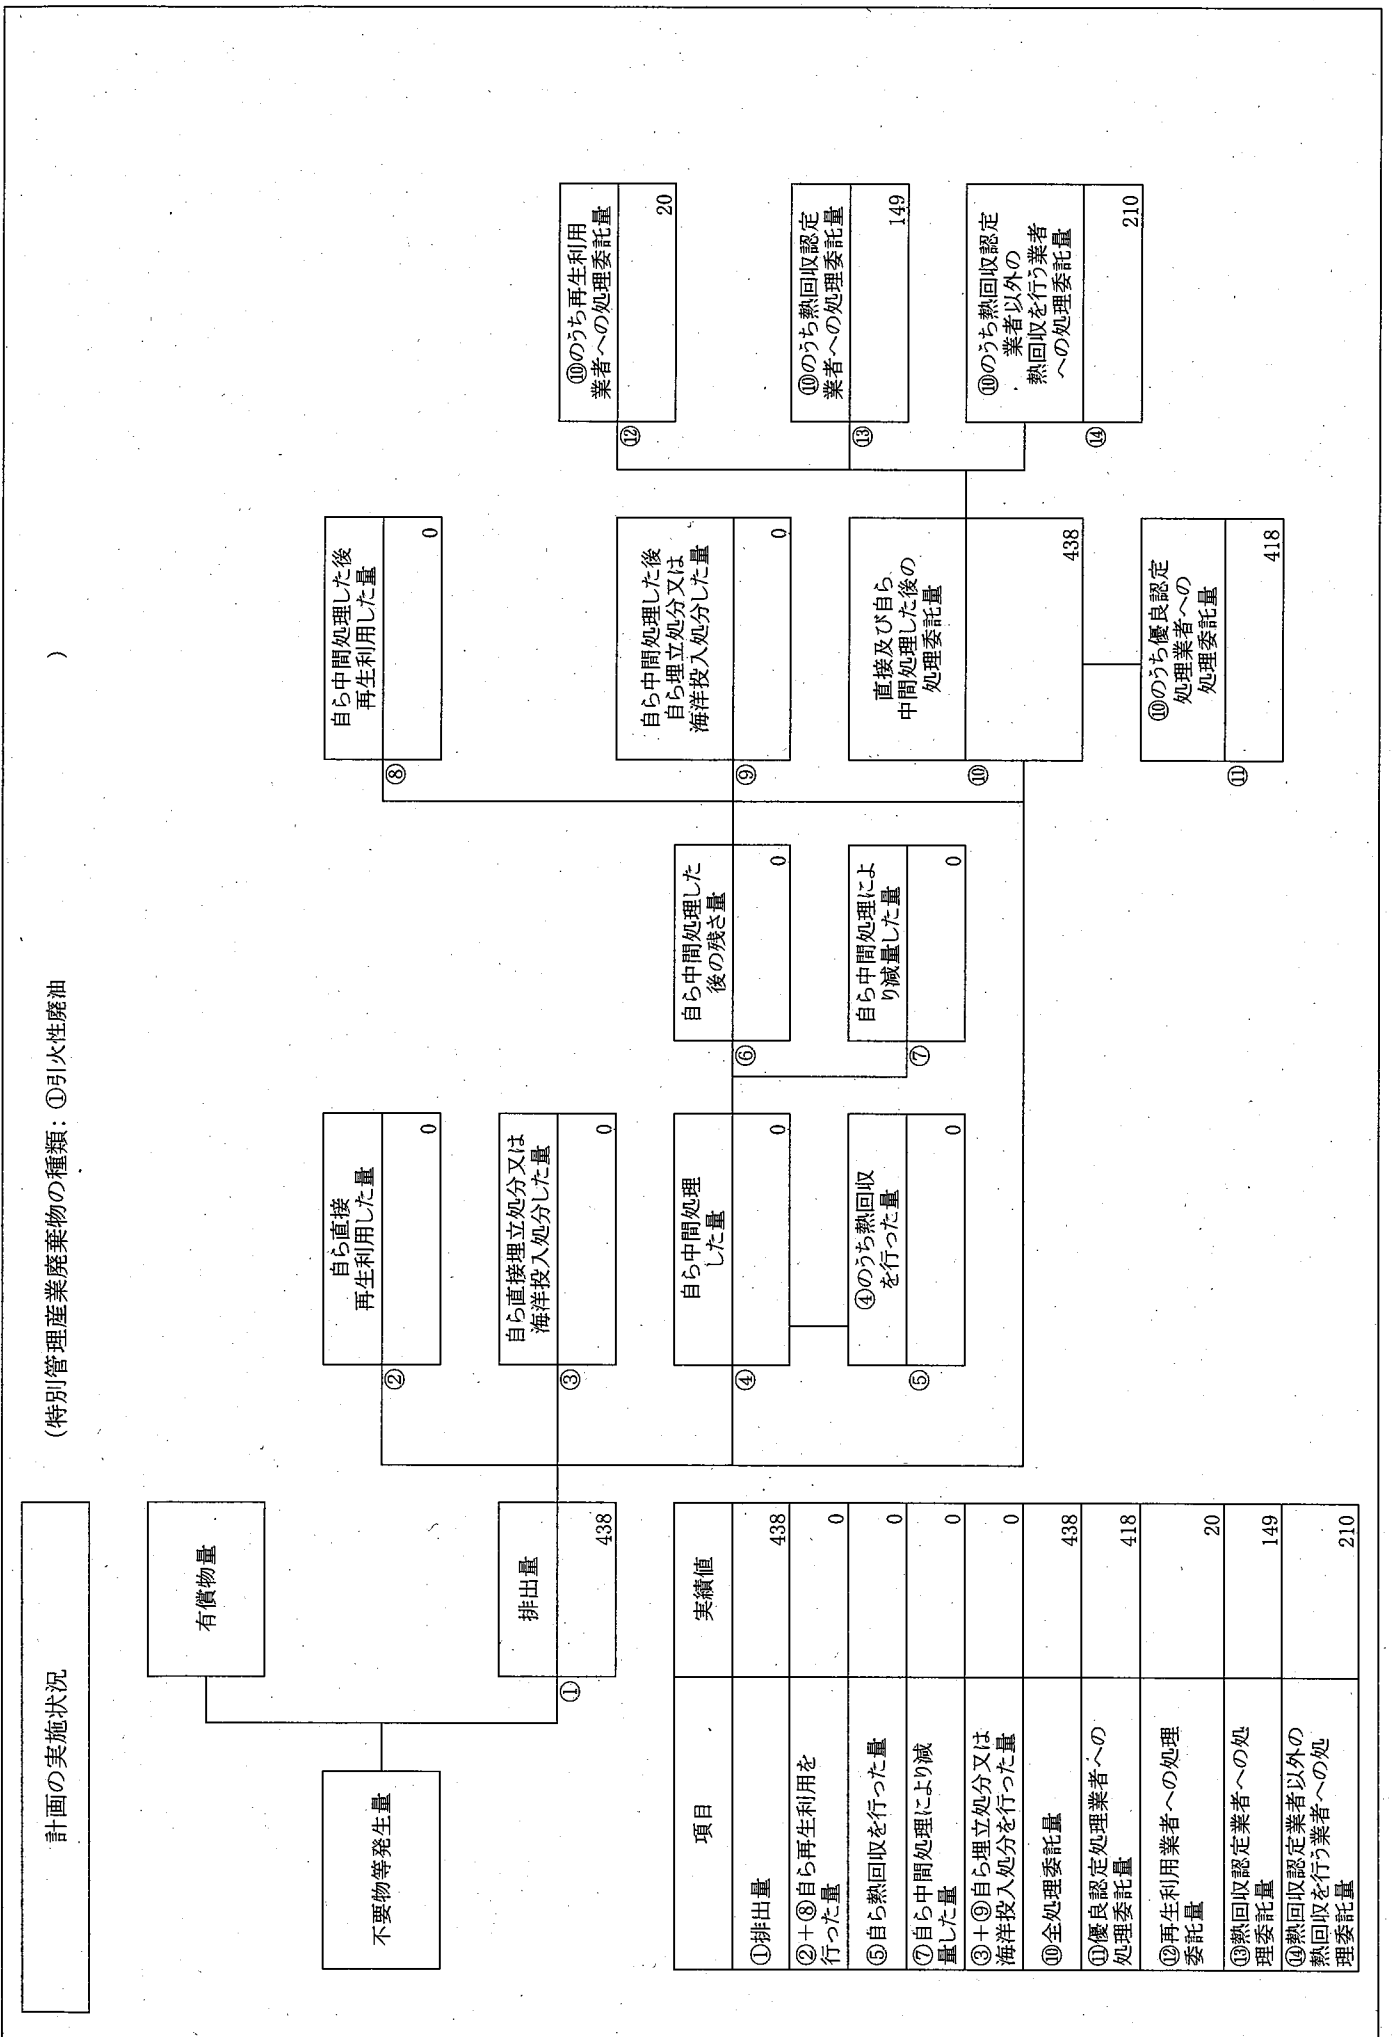 計画の実施状況
(特別管理産業廃棄物の種類: ①引火性廃油
)
不要物等発生量
有償物量
①
排出量
438
②
自ら直接
再生利用した量
0
③
自ら直接埋立処分又は
海洋投入処分した量
0
④
自ら中間処理
した量
0
⑤
④のうち熱回収
を行った量
0
⑥
自ら中間処理した
後の残さ量
0
⑦
自ら中間処理によ
り減量した量
0
⑧
自ら中間処理した後
再生利用した量
0
⑨
自ら中間処理した後
自ら埋立処分又は
海洋投入処分した量
0
⑩
直接及び自ら
中間処理した後の
処理委託量
438
⑪
⑩のうち優良認定
処理業者への
処理委託量
418
⑫
⑩のうち再生利用
業者への処理委託量
20
⑬
⑩のうち熱回収認定
業者への処理委託量
149
⑭
⑩のうち熱回収認定
業者以外の
熱回収を行う業者
への処理委託量
210
項目
実績値
①排出量
438
②+⑧自ら再生利用を
行った量
0
⑤自ら熱回収を行った量
0
⑦自ら中間処理により減
量した量
0
③+⑨自ら埋立処分又は
海洋投入処分を行った量
0
⑩全処理委託量
438
⑪優良認定処理業者への
処理委託量
418
⑫再生利用業者への処理
委託量
20
⑬熱回収認定業者への処
理委託量
149
⑭熱回収認定業者以外の
熱回収を行う業者への処
理委託量
210